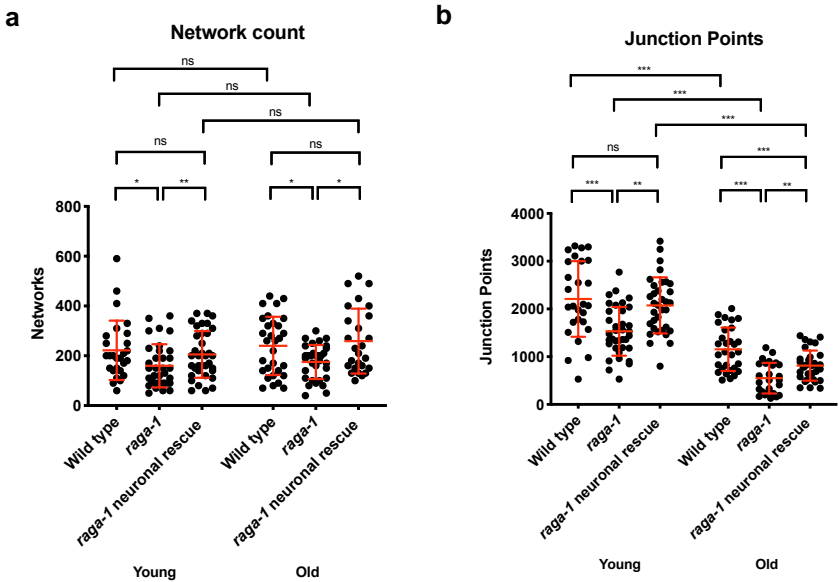 a
Network count
ns
ns
ns
ns
ns
* ** * *
800
600
400
200
0
Networks
Wild type
raga-1
raga-1 neuronal rescue
Wild type
raga-1
raga-1 neuronal rescue
Young Old
b
Junction Points
***
***
***
ns ***
*** ** *** **
4000
3000
2000
1000
0
Junction Points
Wild type
raga-1
raga-1 neuronal rescue
Wild type
raga-1
raga-1 neuronal rescue
Young Old